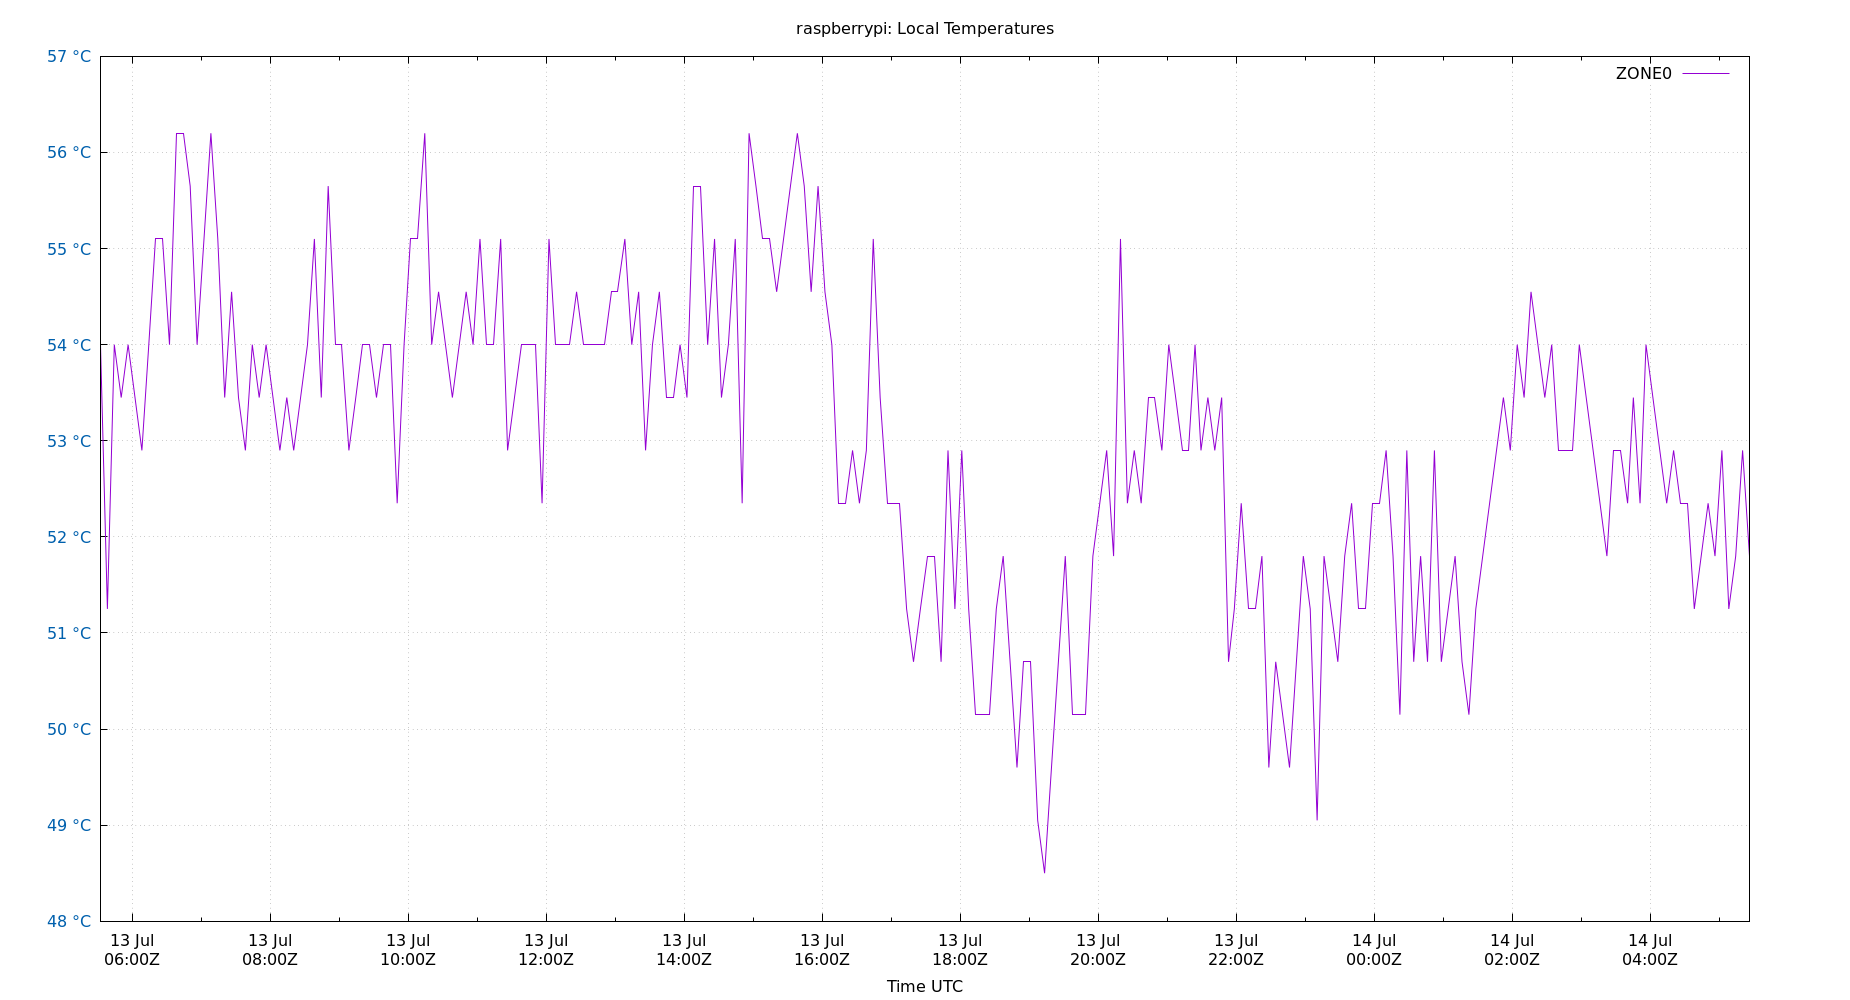 raspberrypi: Local Temperatures
57 °C
ZONE0
56 °C
55 °C
54 °C
53 °C
52 °C
51 °C
50 °C
49 °C
48 °C
13 Jul 13 Jul 13 Jul 13 Jul 13 Jul 13 Jul 13 Jul 13 Jul 13 Jul 14 Jul 14 Jul 14 Jul
06:00Z 08:00Z 10:00Z 12:00Z 14:00Z 16:00Z 18:00Z 20:00Z 22:00Z 00:00Z 02:00Z 04:00Z
Time UTC